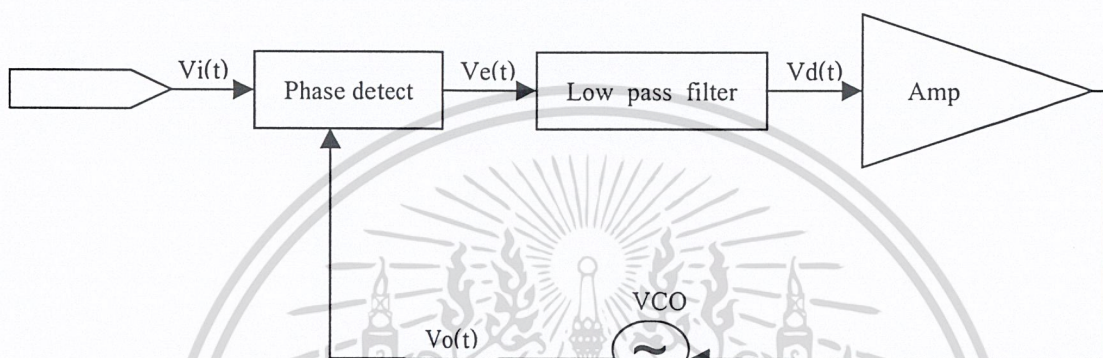 Vi(t)
Phase detect
Ve(t)
Low pass filter
Vd(t)
Amp
VCO
Vo(t)
~